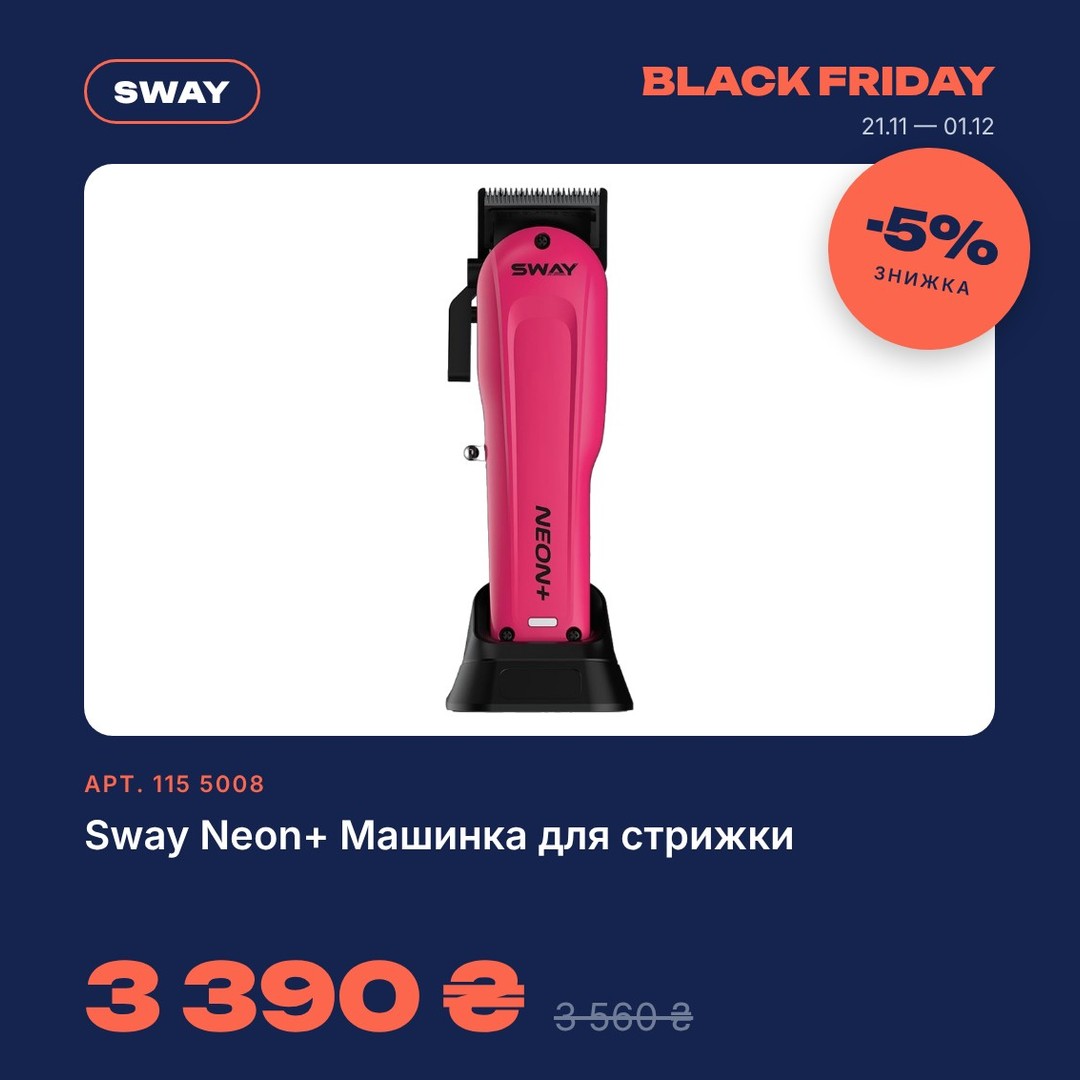 SWAY
BLACK FRIDAY
21.11 — 01.12
-5%
ЗНИЖКА
SWAY
NEON+
АРТ. 115 5008
Sway Neon+ Машинка для стрижки
3 390 ₴
3 560 ₴